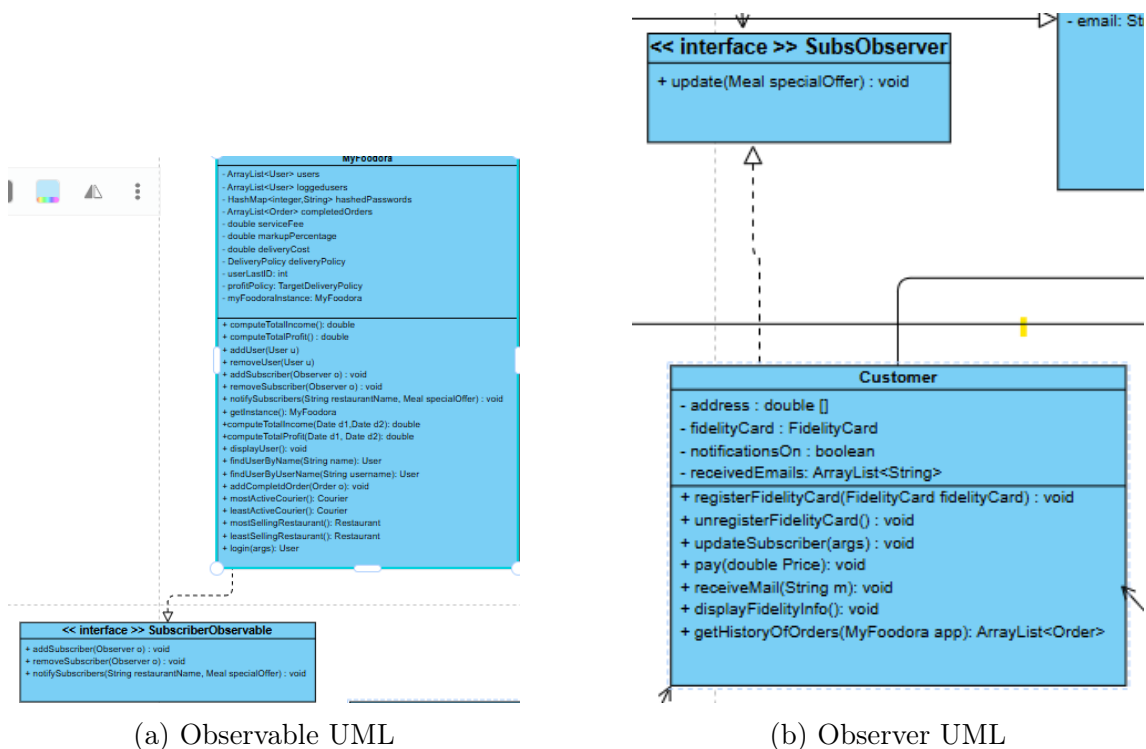 MyFoodora
- ArrayList<User> users
- ArrayList<User> loggedusers
- HashMap<integer,String> hashedPasswords
- ArrayList<Order> completedOrders
- double serviceFee
- double markupPercentage
- double deliveryCost
- DeliveryPolicy deliveryPolicy
- userLastID: int
- profitPolicy: TargetDeliveryPolicy
- myFoodoraInstance: MyFoodora
+ computeTotalIncome(): double
+ computeTotalProfit() : double
+ addUser(User u)
+ removeUser(User u)
+ addSubscriber(Observer o) : void
+ removeSubscriber(Observer o) : void
+ notifySubscribers(String restaurantName, Meal specialOffer) : void
+ getInstance(): MyFoodora
+computeTotalIncome(Date d1,Date d2): double
+computeTotalProfit(Date d1, Date d2): double
+ displayUser(): void
+ findUserByName(String name): User
+ findUserByUserName(String username): User
+ addCompletdOrder(Order o): void
+ mostActiveCourier(): Courier
+ leastActiveCourier(): Courier
+ mostSellingRestaurant(): Restaurant
+ leastSellingRestaurant(): Restaurant
+ login(args): User
<< interface >> SubscriberObservable
+ addSubscriber(Observer o) : void
+ removeSubscriber(Observer o) : void
+ notifySubscribers(String restaurantName, Meal specialOffer) : void
(a) Observable UML
- email: St
<< interface >> SubsObserver
+ update(Meal specialOffer) : void
Customer
- address : double []
- fidelityCard : FidelityCard
- notificationsOn : boolean
- receivedEmails: ArrayList<String>
+ registerFidelityCard(FidelityCard fidelityCard) : void
+ unregisterFidelityCard() : void
+ updateSubscriber(args) : void
+ pay(double Price): void
+ receiveMail(String m): void
+ displayFidelityInfo(): void
+ getHistoryOfOrders(MyFoodora app): ArrayList<Order>
(b) Observer UML